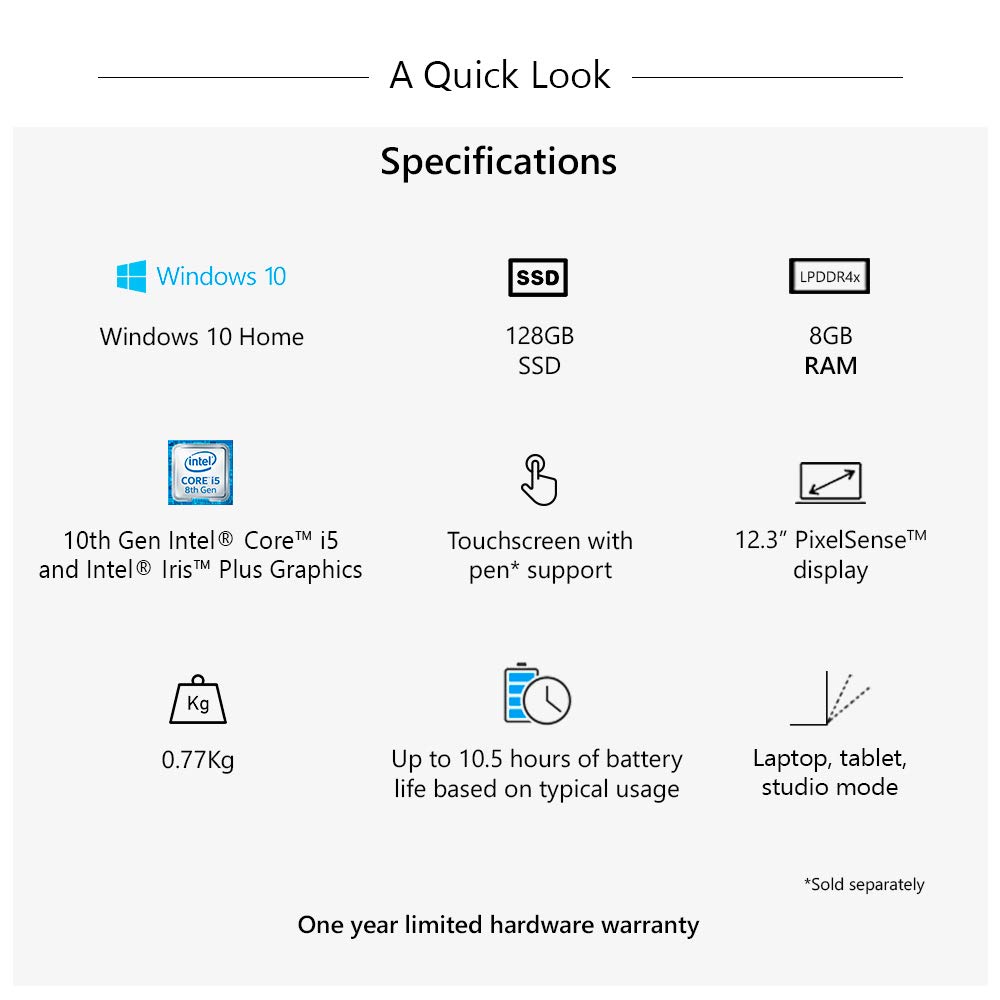 A Quick Look
Specifications
Windows 10
Windows 10 Home
SSD
128GB
SSD
LPDDR4x
8GB
RAM
intel
CORE i5
8th Gen
10th Gen Intel® Core™ i5
and Intel® Iris™ Plus Graphics
Touchscreen with
pen* support
12.3” PixelSense™
display
Kg
0.77Kg
Up to 10.5 hours of battery
life based on typical usage
Laptop, tablet,
studio mode
*Sold separately
One year limited hardware warranty